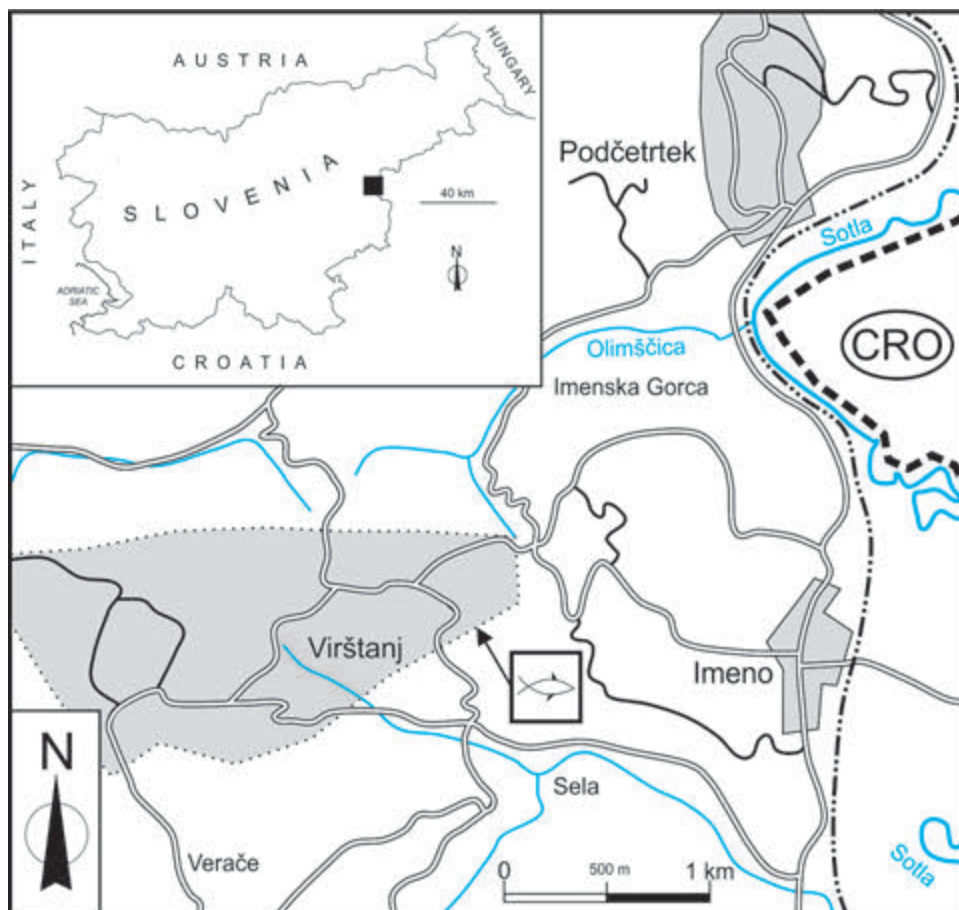 AUSTRIA
HUNGARY
SLOVENIA
ITALY
40 km
N
ADRIATIC
SEA
CROATIA
Podčetrtek
Sotla
CRO
Olimščica
Imenska Gorca
Virštanj
Imeno
N
Sela
Verače
0 500 m 1 km
Sotla